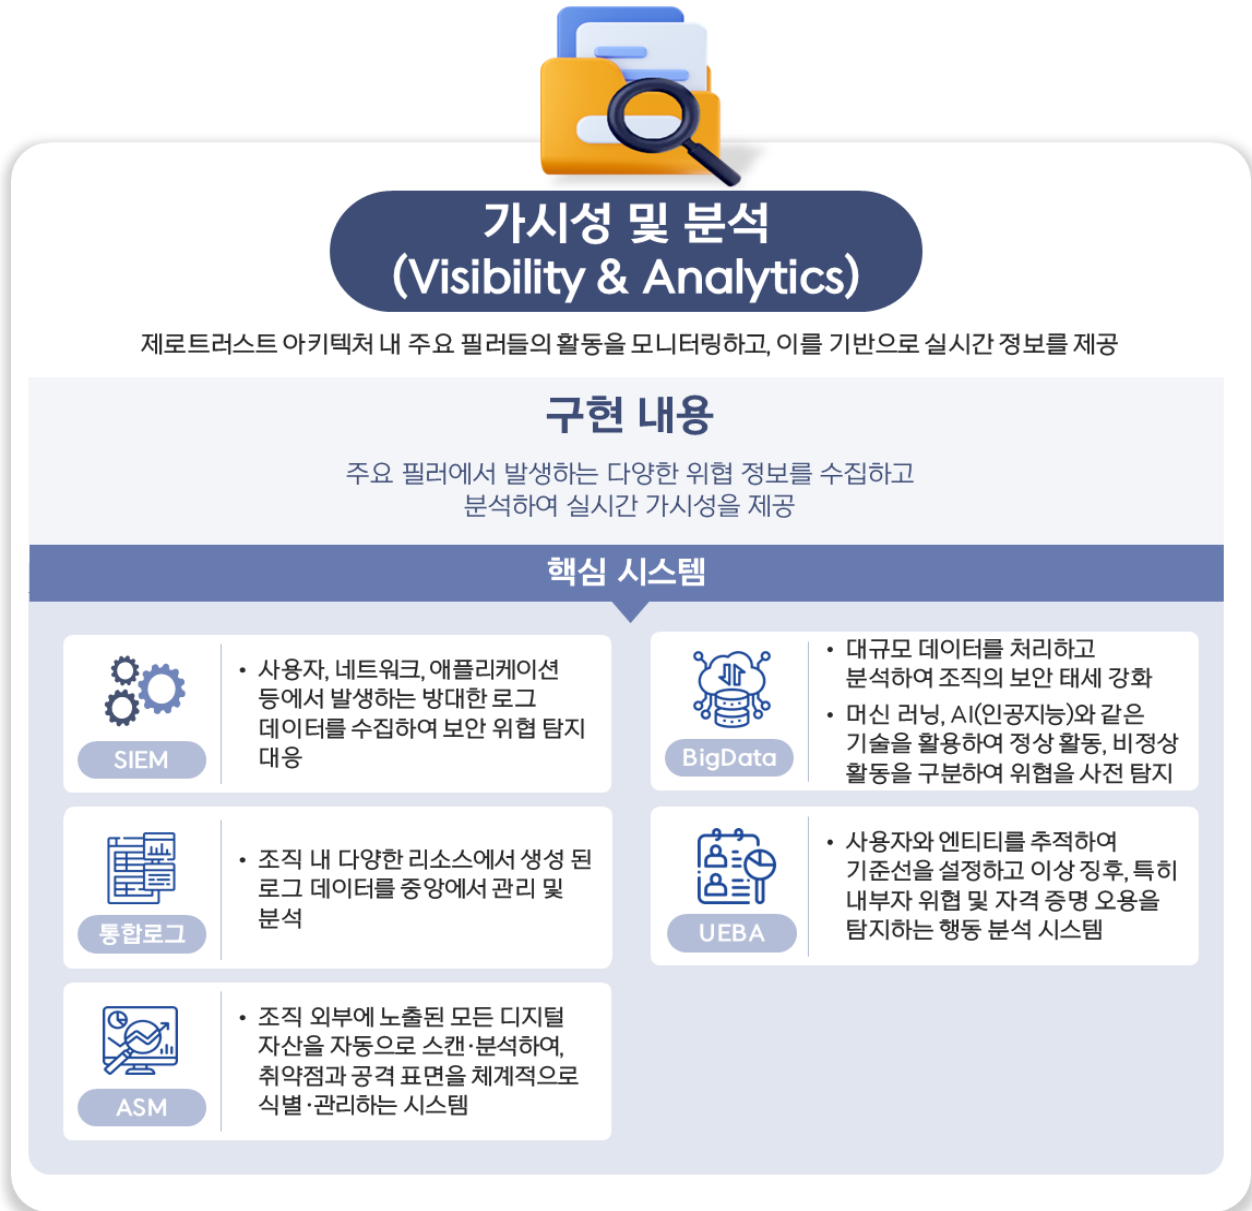 가시성 및 분석
(Visibility & Analytics)
제로트러스트 아키텍처 내 주요 필러들의 활동을 모니터링하고, 이를 기반으로 실시간 정보를 제공
구현 내용
주요 필러에서 발생하는 다양한 위협 정보를 수집하고
분석하여 실시간 가시성을 제공
핵심 시스템
SIEM
• 사용자, 네트워크, 애플리케이션
등에서 발생하는 방대한 로그
데이터를 수집하여 보안 위협 탐지
대응
BigData
• 대규모 데이터를 처리하고
분석하여 조직의 보안 태세 강화
• 머신 러닝, AI(인공지능)와 같은
기술을 활용하여 정상 활동, 비정상
활동을 구분하여 위협을 사전 탐지
통합로그
• 조직 내 다양한 리소스에서 생성 된
로그 데이터를 중앙에서 관리 및
분석
UEBA
• 사용자와 엔티티를 추적하여
기준선을 설정하고 이상 징후, 특히
내부자 위협 및 자격 증명 오용을
탐지하는 행동 분석 시스템
ASM
• 조직 외부에 노출된 모든 디지털
자산을 자동으로 스캔·분석하여,
취약점과 공격 표면을 체계적으로
식별·관리하는 시스템